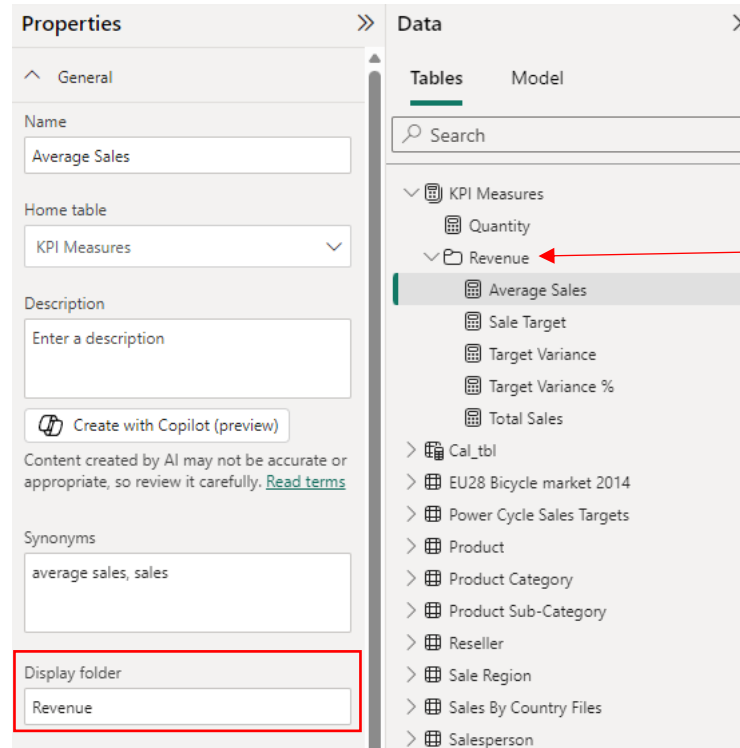 Properties
General
Name
Average Sales
Home table
KPI Measures
Description
Enter a description
Create with Copilot (preview)
Content created by AI may not be accurate or
appropriate, so review it carefully. Read terms
Synonyms
average sales, sales
Display folder
Revenue
Data
Tables Model
Search
KPI Measures
Quantity
Revenue
Average Sales
Sale Target
Target Variance
Target Variance %
Total Sales
Cal_tbl
EU28 Bicycle market 2014
Power Cycle Sales Targets
Product
Product Category
Product Sub-Category
Reseller
Sale Region
Sales By Country Files
Salesperson